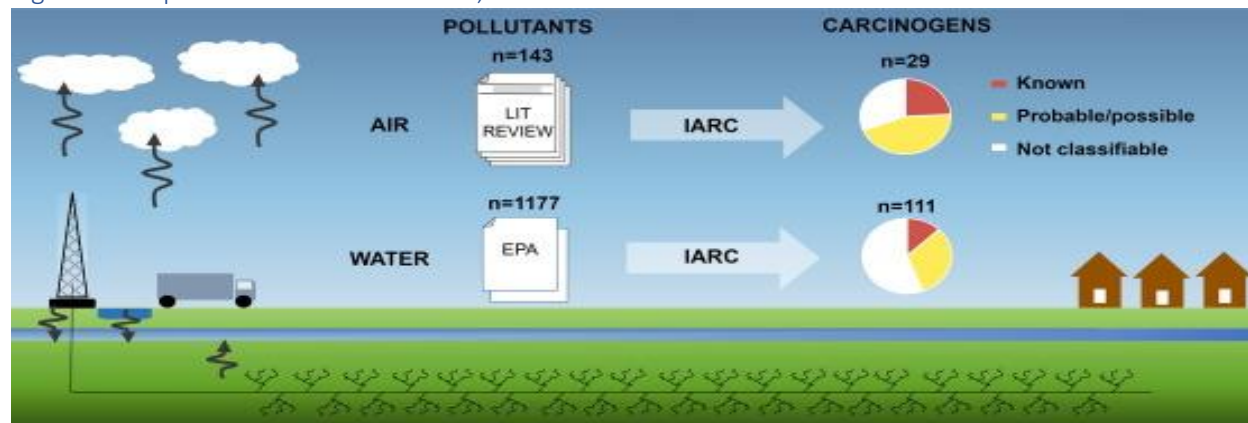 POLLUTANTS
CARCINOGENS
n=143
n=29
AIR
LIT
REVIEW
IARC
Known
Probable/possible
Not classifiable
n=1177
n=111
WATER
EPA
IARC